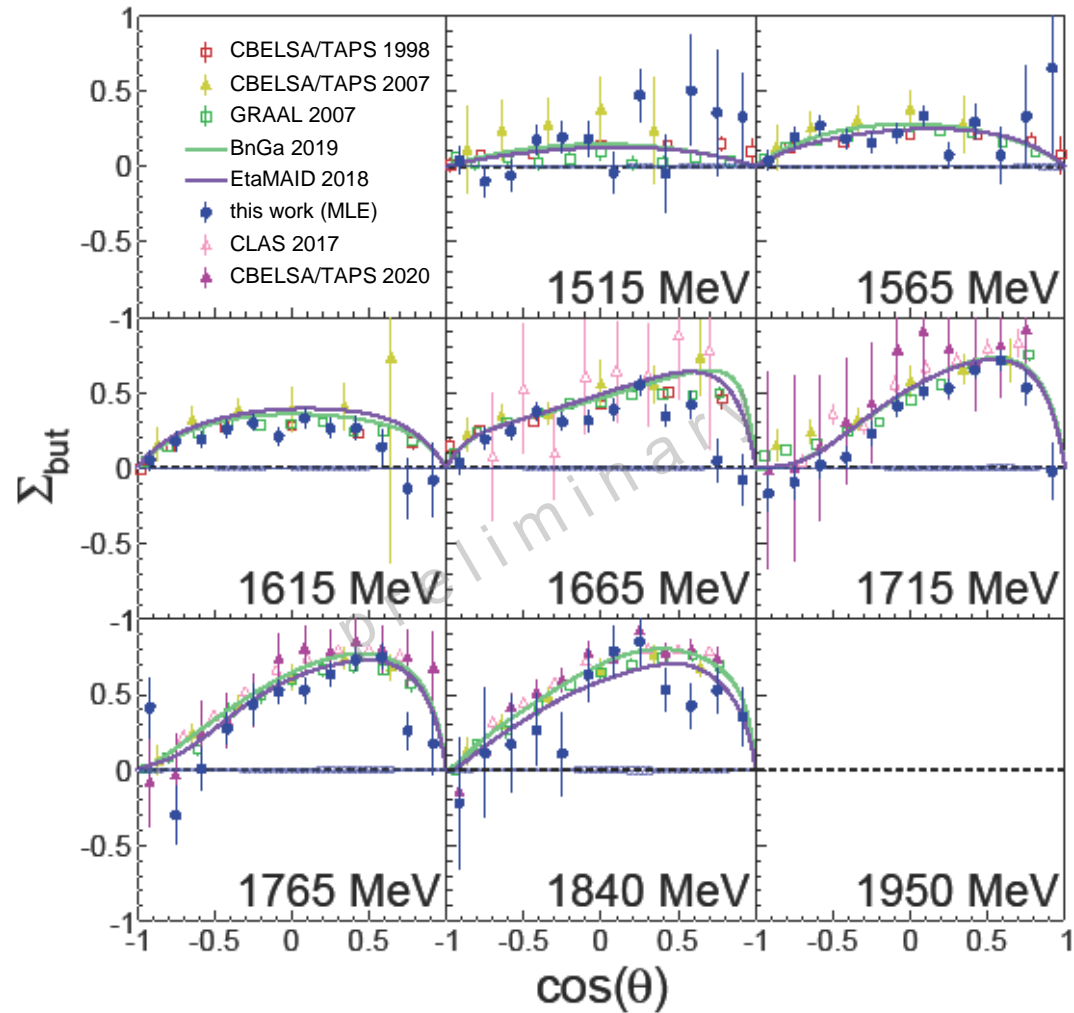 1
CBELSA/TAPS 1998
CBELSA/TAPS 2007
GRAAL 2007
BnGa 2019
EtaMAID 2018
this work (MLE)
CLAS 2017
CBELSA/TAPS 2020
0.5
0
-0.5
-1
1515 MeV
1565 MeV
0.5
0
-0.5
-1
1615 MeV
1665 MeV
1715 MeV
0.5
0
-0.5
-1
1765 MeV
1840 MeV
1950 MeV
Σbut
preliminary
-1 -0.5 0 0.5 -1 -0.5 0 0.5 -1 -0.5 0 0.5 1
cos(θ)